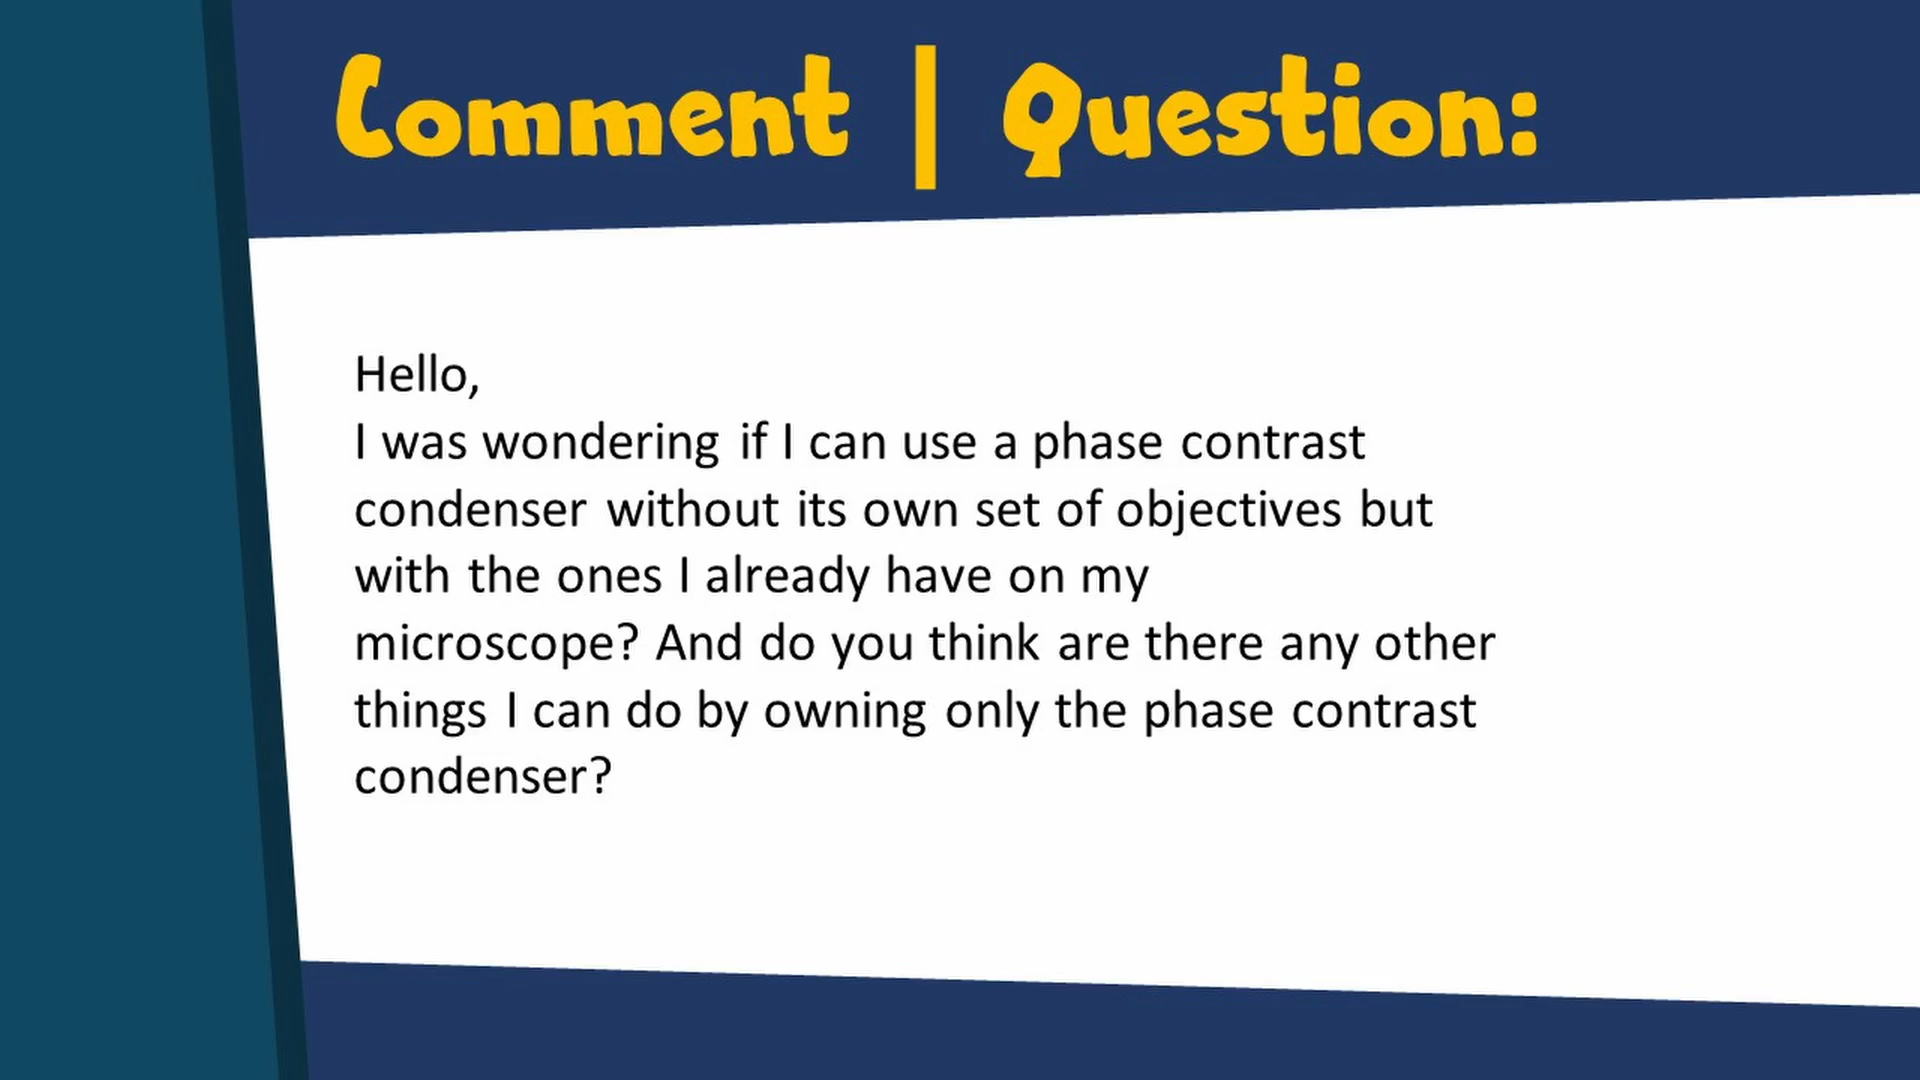 Comment | Question:
Hello,
I was wondering if I can use a phase contrast
condenser without its own set of objectives but
with the ones I already have on my
microscope? And do you think are there any other
things I can do by owning only the phase contrast
condenser?